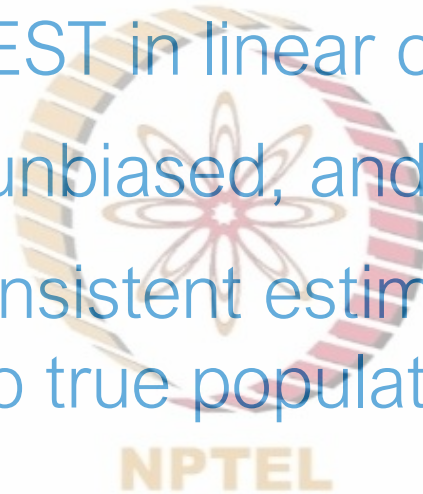 EST in linear
unbiased, and
nsistent estim
o true populat
NPTEL